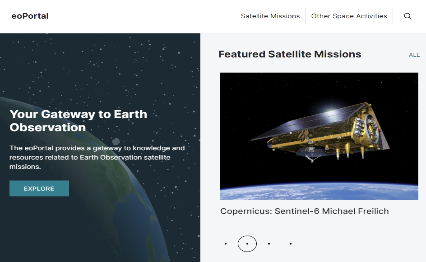 eoPortal
Satellite Missions
Other Space Activities
Your Gateway to Earth
Observation
The eoPortal provides a gateway to knowledge and
resources related to Earth Observation satellite
missions.
EXPLORE
Featured Satellite Missions
ALL
Copernicus: Sentinel-6 Michael Freilich